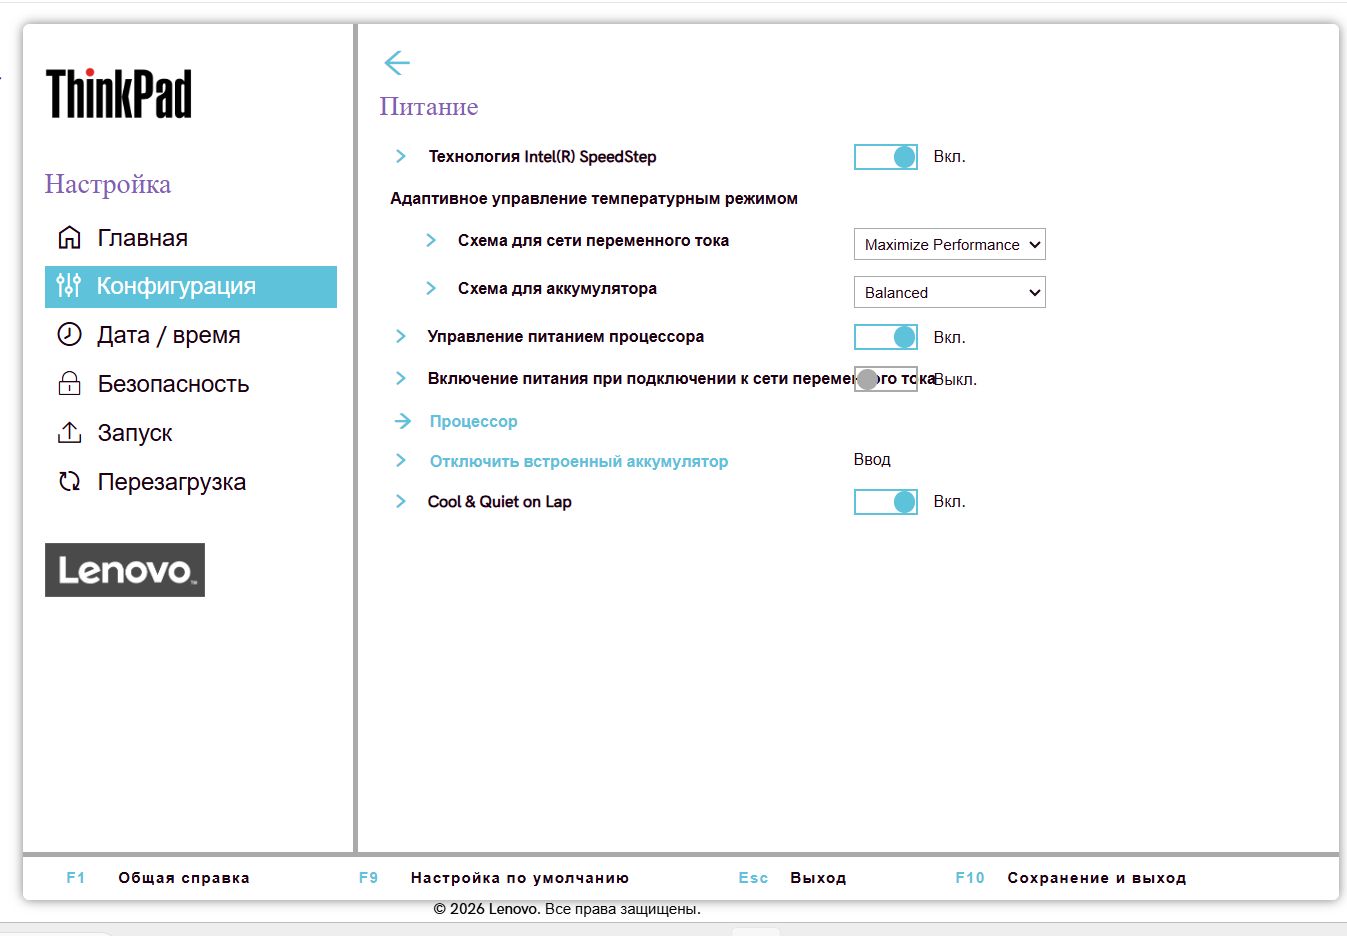 ThinkPad
Настройка
Главная
Конфигурация
Дата / время
Безопасность
Запуск
Перезагрузка
Lenovo™
Питание
Технология Intel(R) SpeedStep Вкл.
Адаптивное управление температурным режимом
Схема для сети переменного тока Maximize Performance
Схема для аккумулятора Balanced
Управление питанием процессора Вкл.
Включение питания при подключении к сети переменного тока Выкл.
Процессор
Отключить встроенный аккумулятор Ввод
Cool & Quiet on Lap Вкл.
F1 Общая справка F9 Настройка по умолчанию Esc Выход F10 Сохранение и выход
© 2026 Lenovo. Все права защищены.